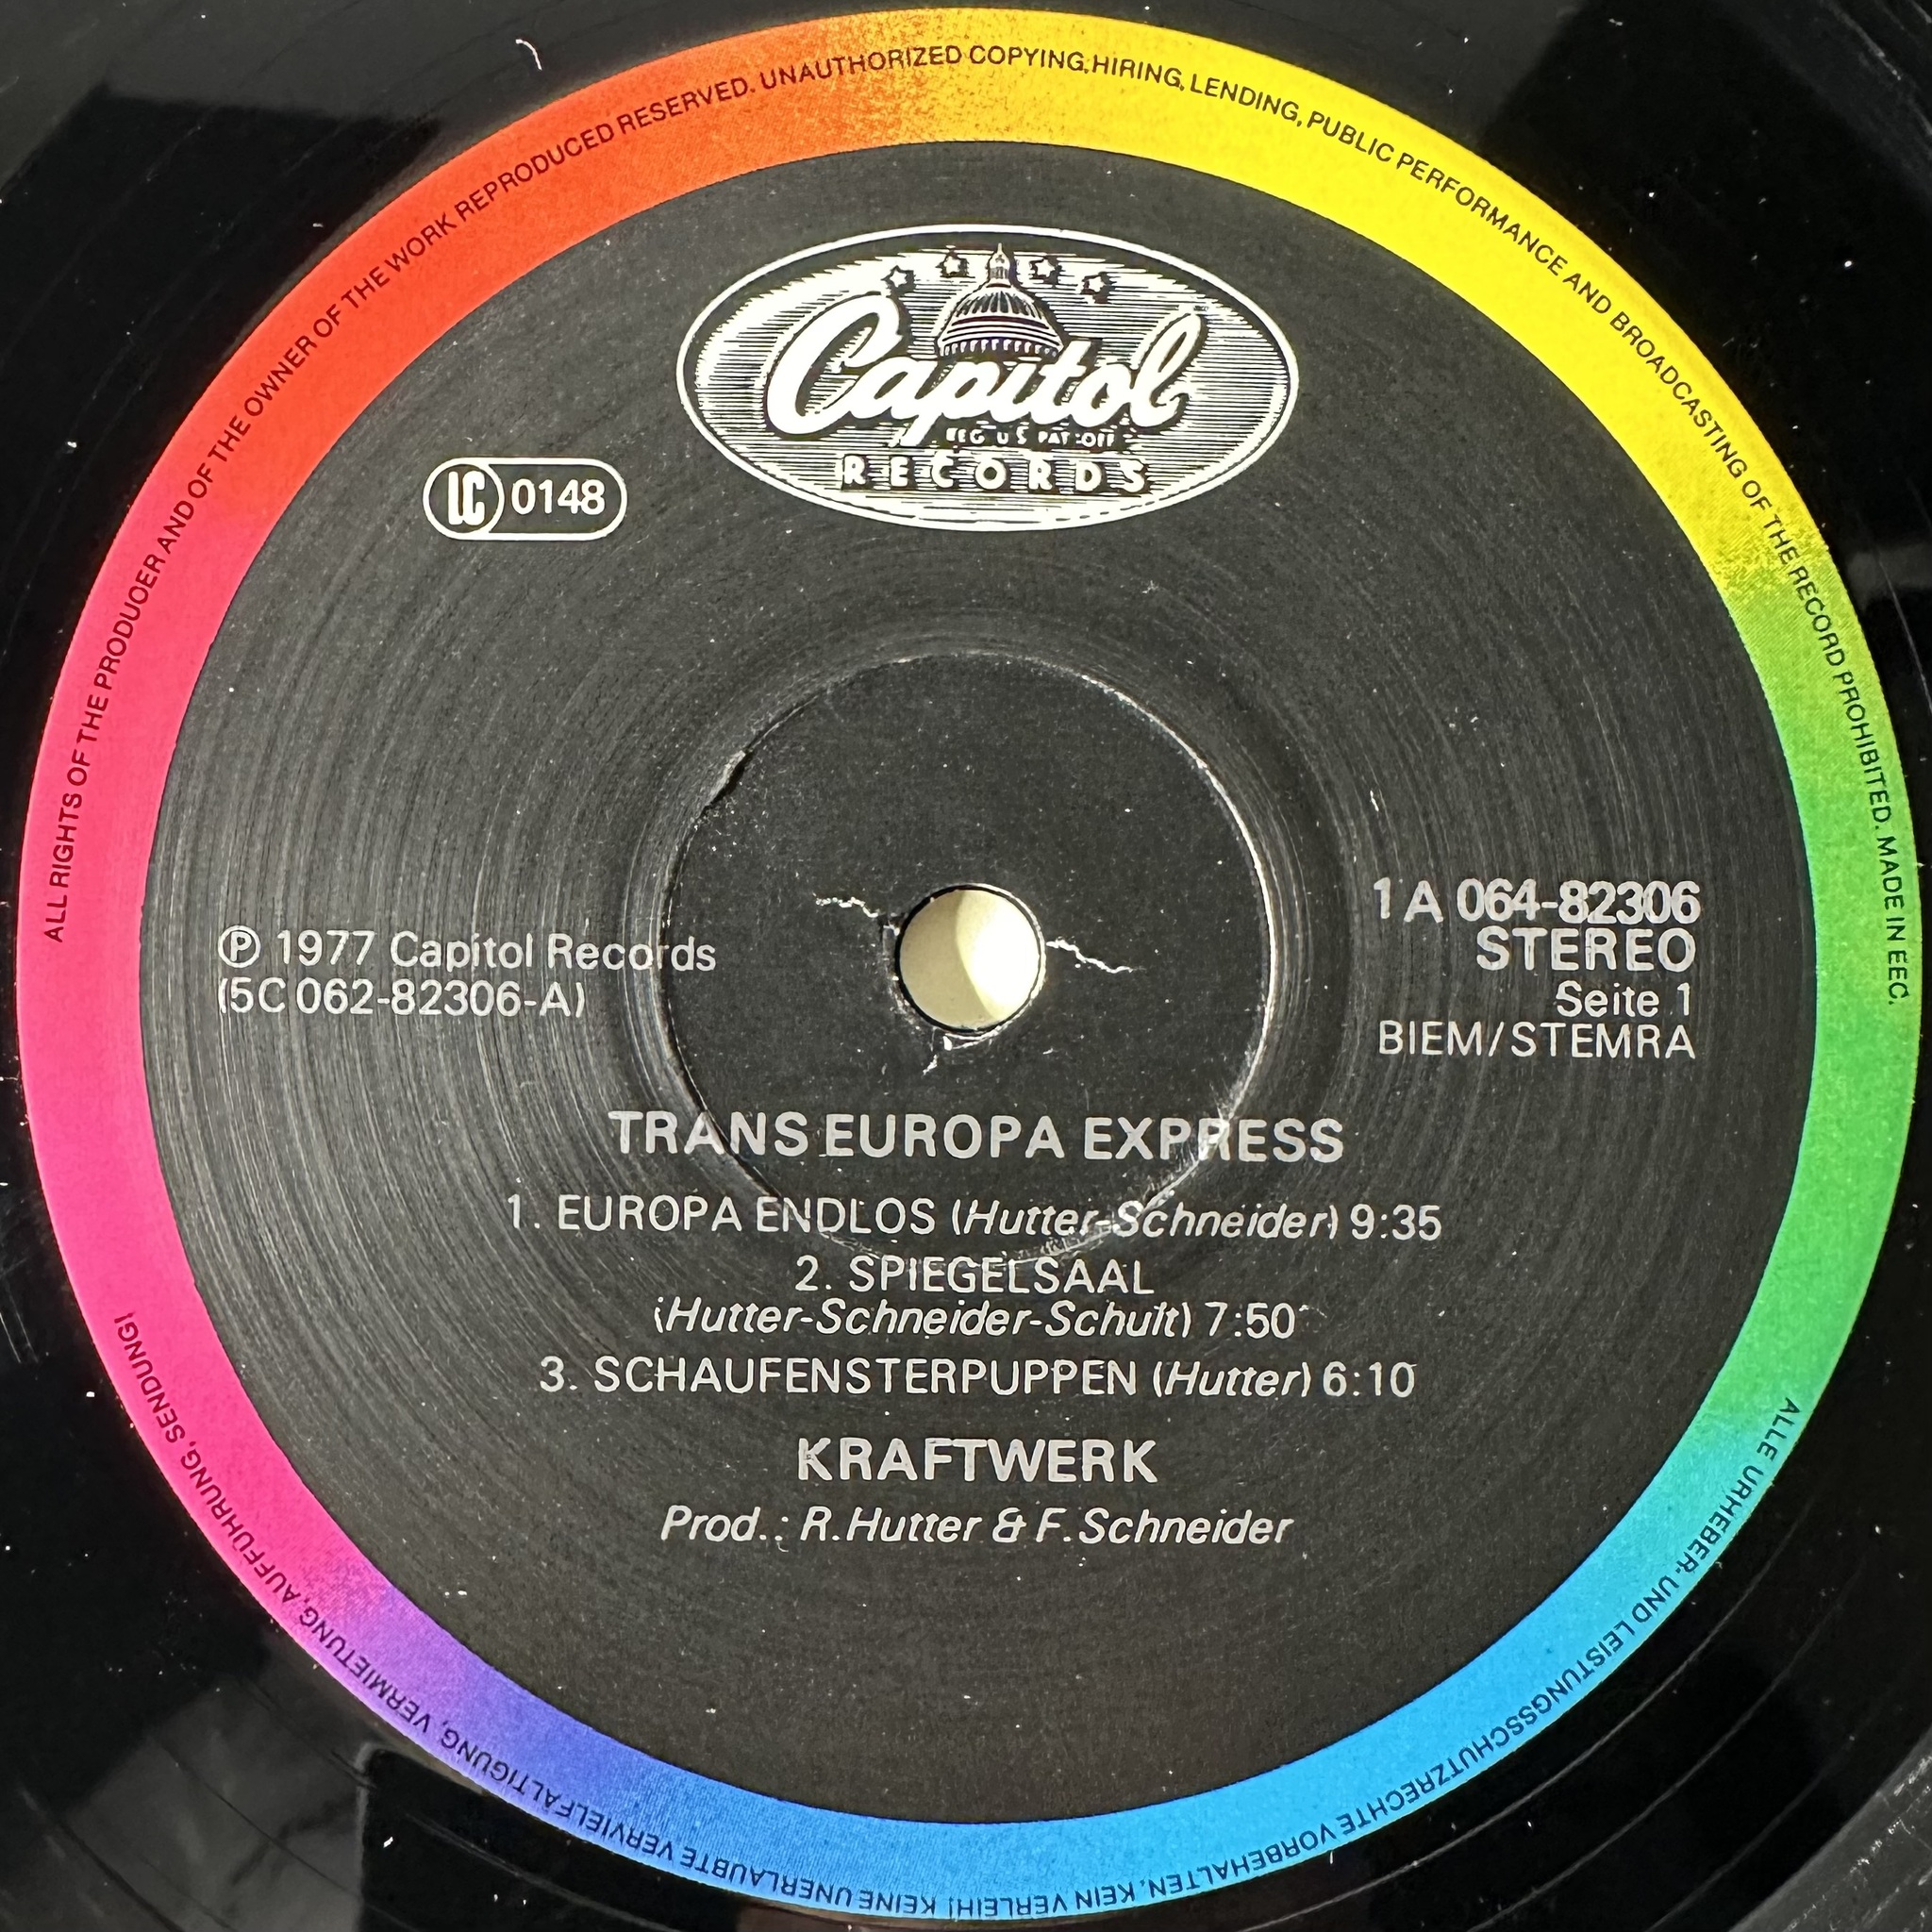 ALL RIGHTS OF THE PRODUCER AND OF THE OWNER OF THE WORK REPRODUCED RESERVED. UNAUTHORIZED COPYING, HIRING, LENDING, PUBLIC PERFORMANCE AND BROADCASTING OF THE RECORD PROHIBITED. MADE IN EEC.
Capitol
REG U S PAT OFF
RECORDS
LC 0148
1 A 064-82306
STEREO
Seite 1
BIEM/STEMRA
℗ 1977 Capitol Records
(5C 062-82306-A)
TRANS EUROPA EXPRESS
1. EUROPA ENDLOS (Hutter-Schneider) 9:35
2. SPIEGELSAAL
(Hutter-Schneider-Schult) 7:50
3. SCHAUFENSTERPUPPEN (Hutter) 6:10
KRAFTWERK
Prod.: R. Hutter & F. Schneider
ALLE URHEBER- UND LEISTUNGSSCHUTZRECHTE VORBEHALTEN. KEIN VERLEIH! KEINE UNERLAUBTE VERVIELFÄLTIGUNG, VERMIETUNG, AUFFÜHRUNG, SENDUNG!